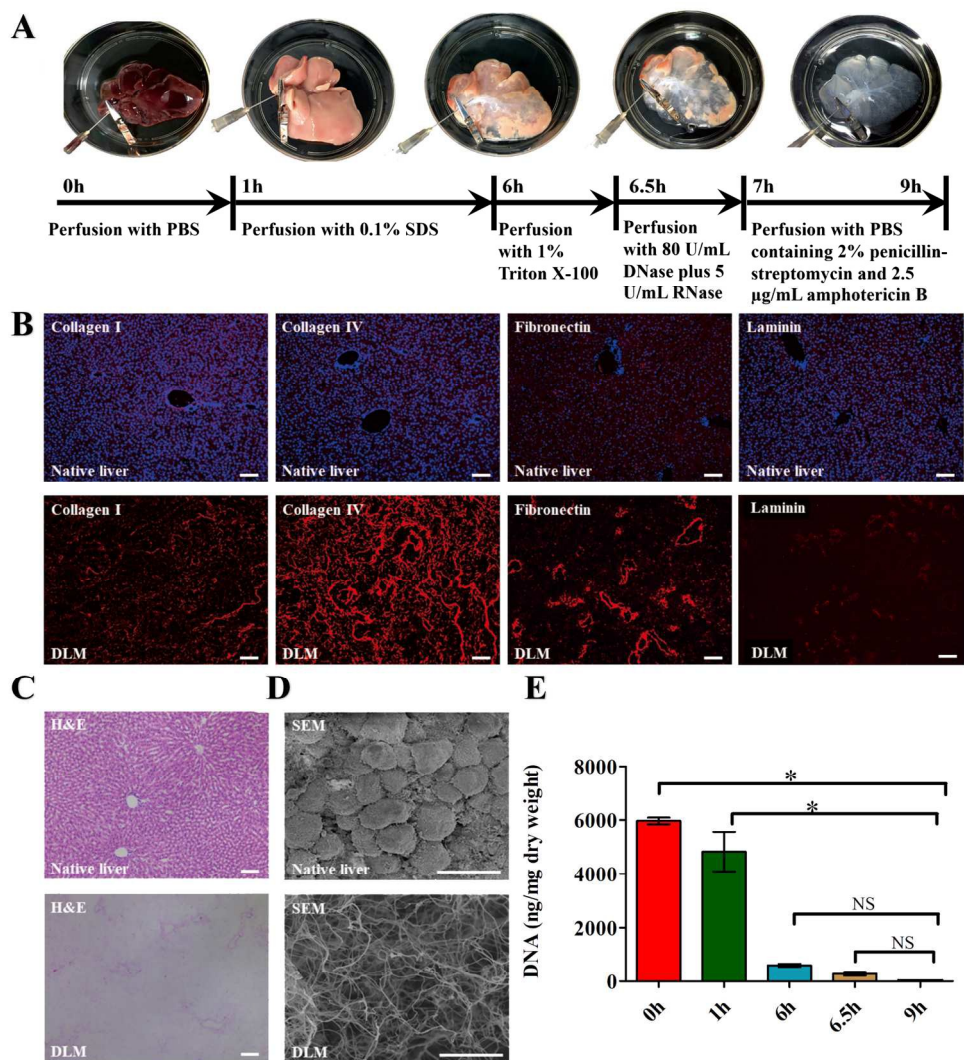 A
0h
1h
6h
6.5h
7h
9h
Perfusion with PBS
Perfusion with 0.1% SDS
Perfusion
with 1%
Triton X-100
Perfusion
with 80 U/mL
DNase plus 5
U/mL RNase
Perfusion with PBS
containing 2% penicillin-
streptomycin and 2.5
µg/mL amphotericin B
B
Collagen I
Native liver
Collagen IV
Native liver
Fibronectin
Native liver
Laminin
Native liver
Collagen I
DLM
Collagen IV
DLM
Fibronectin
DLM
Laminin
DLM
C
H&E
Native liver
H&E
DLM
D
SEM
Native liver
SEM
DLM
E
DNA (ng/mg dry weight)
8000
6000
4000
2000
0
*
*
NS
NS
0h
1h
6h
6.5h
9h